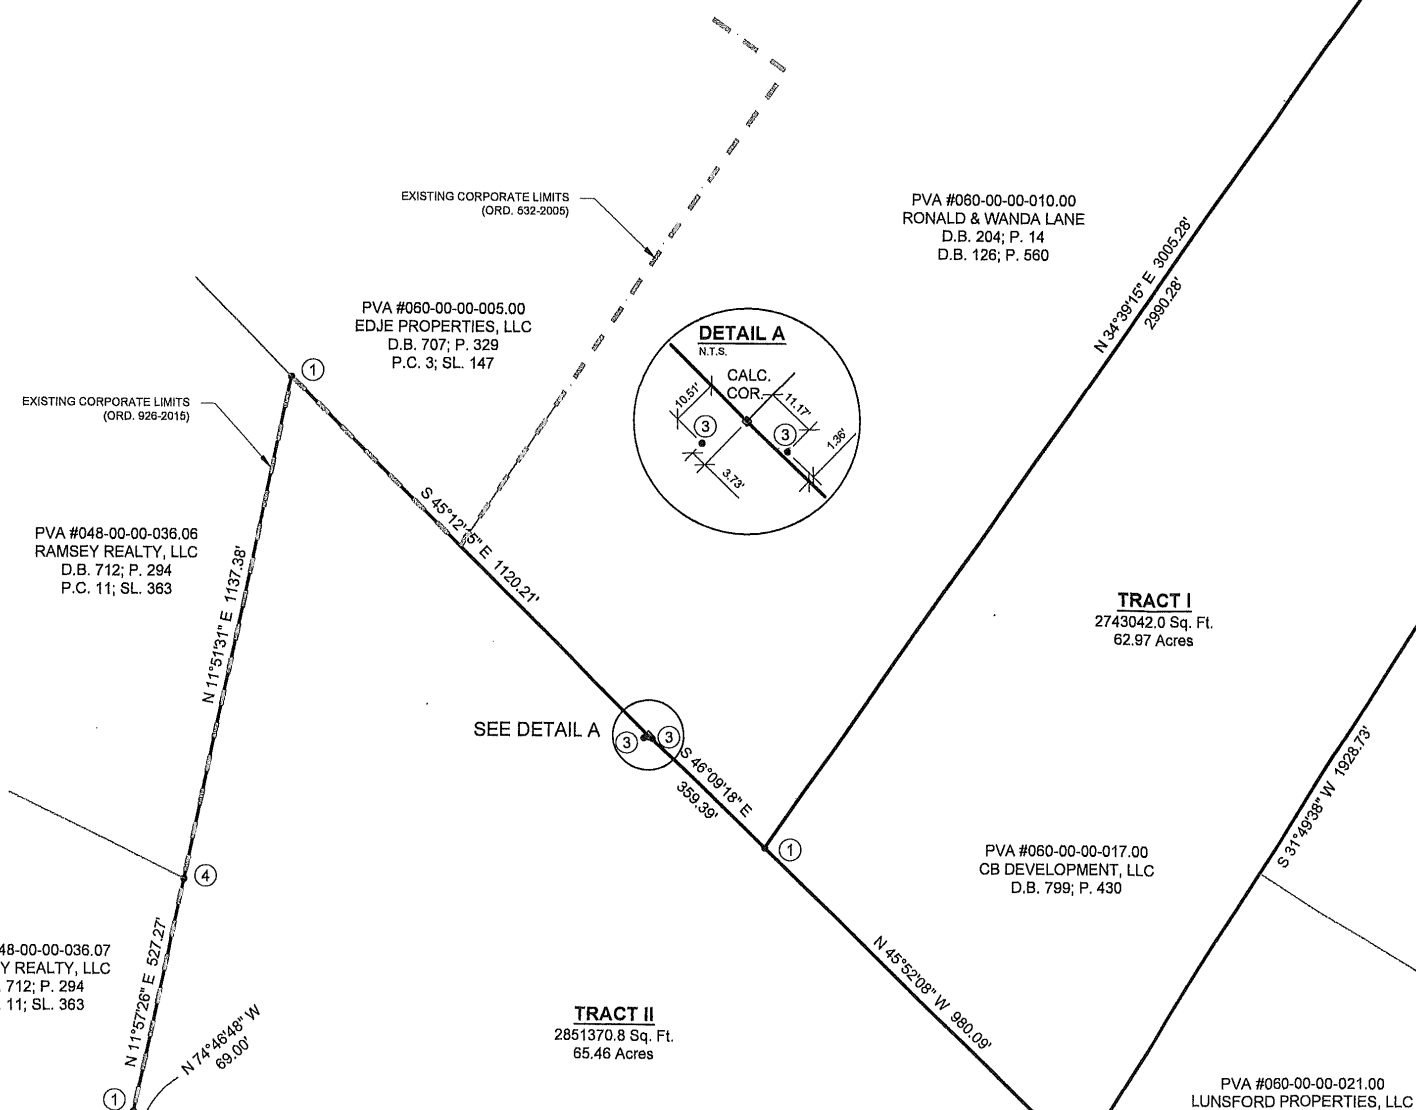 EXISTING CORPORATE LIMITS
(ORD. 532-2005)
PVA #060-00-00-010.00
RONALD & WANDA LANE
D.B. 204; P. 14
D.B. 126; P. 560
N 34°39'15" E 3005.28'
2990.28'
PVA #060-00-00-005.00
EDJE PROPERTIES, LLC
D.B. 707; P. 329
P.C. 3; SL. 147
DETAIL A
N.T.S.
CALC.
COR.
10.51'
11.17'
3
3
1.36'
3.73'
1
EXISTING CORPORATE LIMITS
(ORD. 926-2015)
PVA #048-00-00-036.06
RAMSEY REALTY, LLC
D.B. 712; P. 294
P.C. 11; SL. 363
N 11°51'31" E 1137.38'
S 45°12' E 1120.21'
TRACT I
2743042.0 Sq. Ft.
62.97 Acres
SEE DETAIL A
3
3
S 46°09'18" E
359.39'
1
S 31°49'38" W 1928.73'
PVA #060-00-00-017.00
CB DEVELOPMENT, LLC
D.B. 799; P. 430
4
48-00-00-036.07
Y REALTY, LLC
712; P. 294
11; SL. 363
N 11°57'26" E 527.27'
N 74°46'48" W
69.00'
1
N 45°52'08" W 980.09'
TRACT II
2851370.8 Sq. Ft.
65.46 Acres
PVA #060-00-00-021.00
LUNSFORD PROPERTIES, LLC